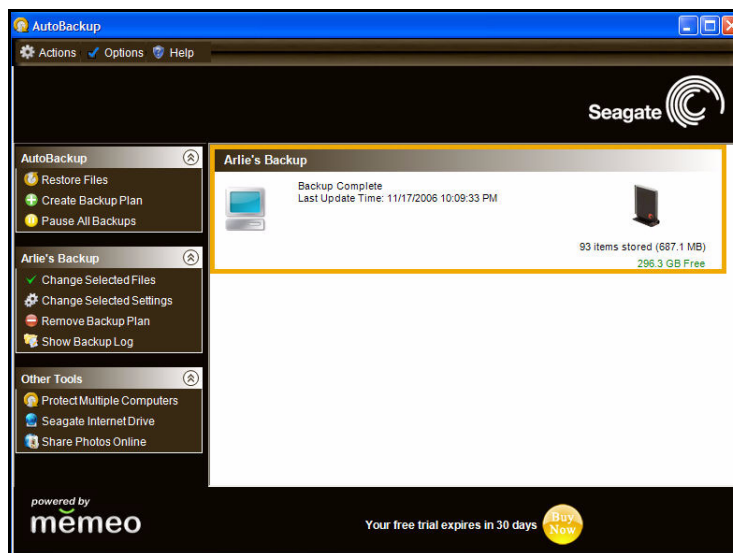 AutoBackup
Actions Options Help
Seagate
AutoBackup
Restore Files
Create Backup Plan
Pause All Backups
Arlie's Backup
Change Selected Files
Change Selected Settings
Remove Backup Plan
Show Backup Log
Other Tools
Protect Multiple Computers
Seagate Internet Drive
Share Photos Online
Arlie's Backup
Backup Complete
Last Update Time: 11/17/2006 10:09:33 PM
93 items stored (687.1 MB)
296.3 GB Free
powered by
mĕmeo
Your free trial expires in 30 days
Buy
Now